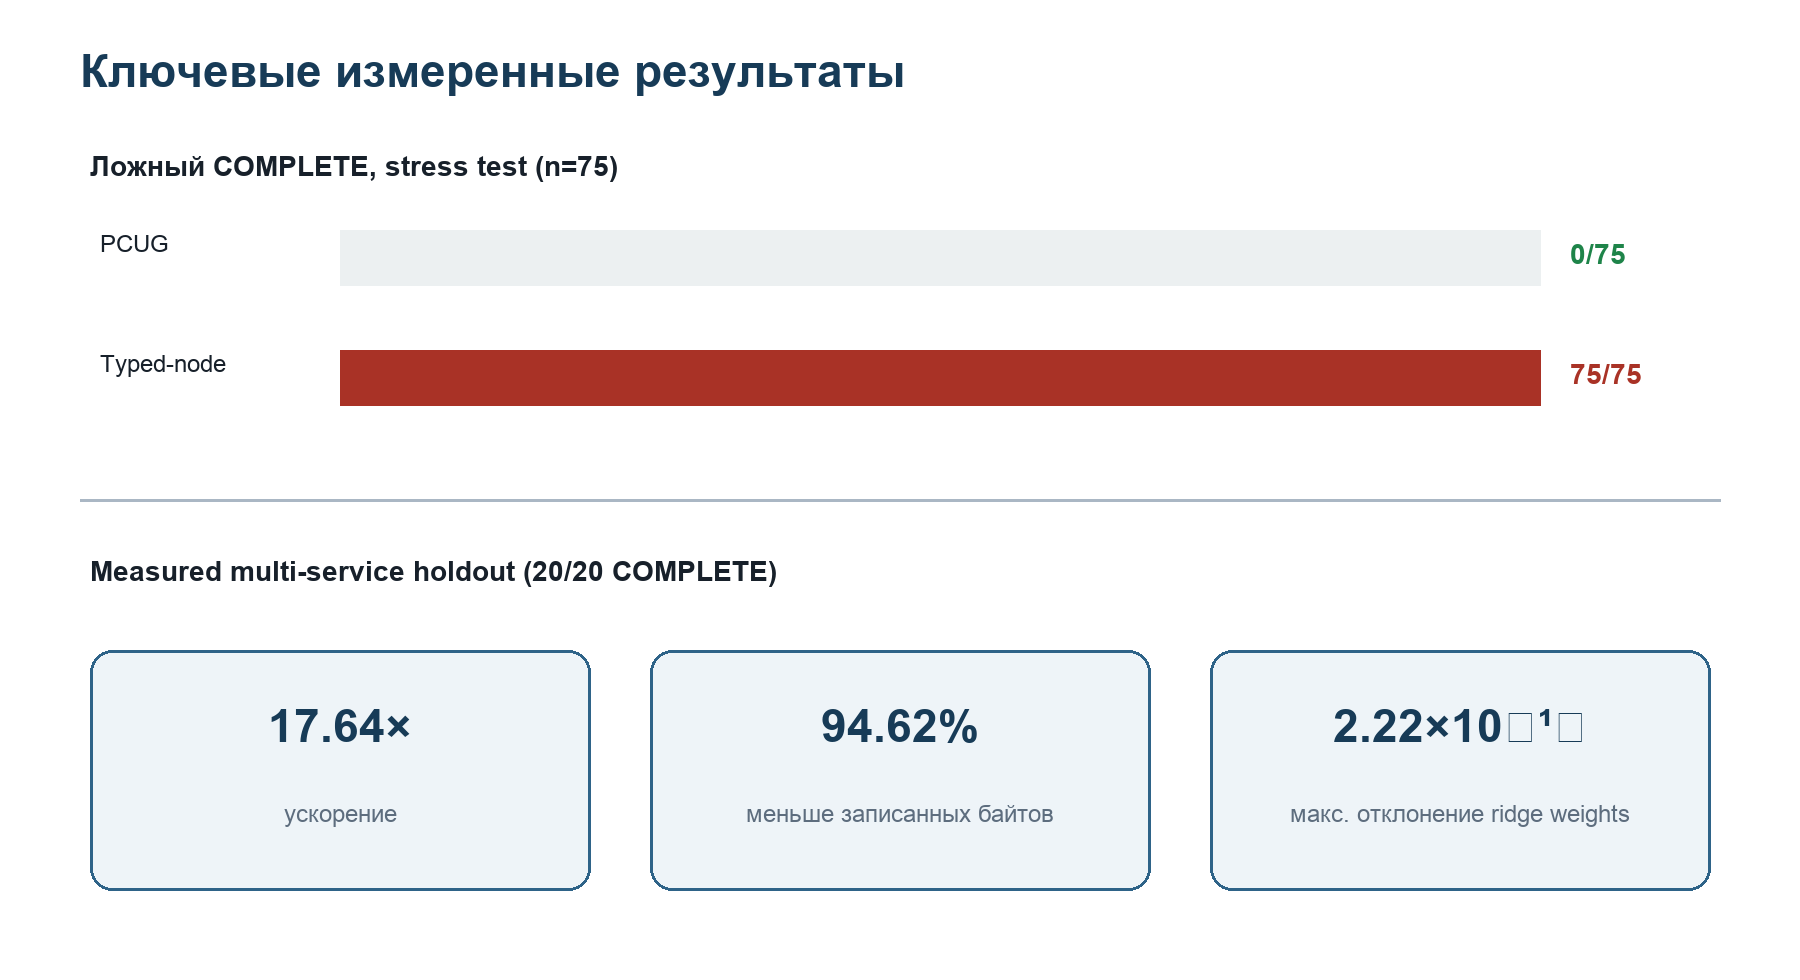 Ключевые измеренные результаты
Ложный COMPLETE, stress test (n=75)
PCUG
0/75
Typed-node
75/75
Measured multi-service holdout (20/20 COMPLETE)
17.64×
ускорение
94.62%
меньше записанных байтов
2.22×10□¹□
макс. отклонение ridge weights